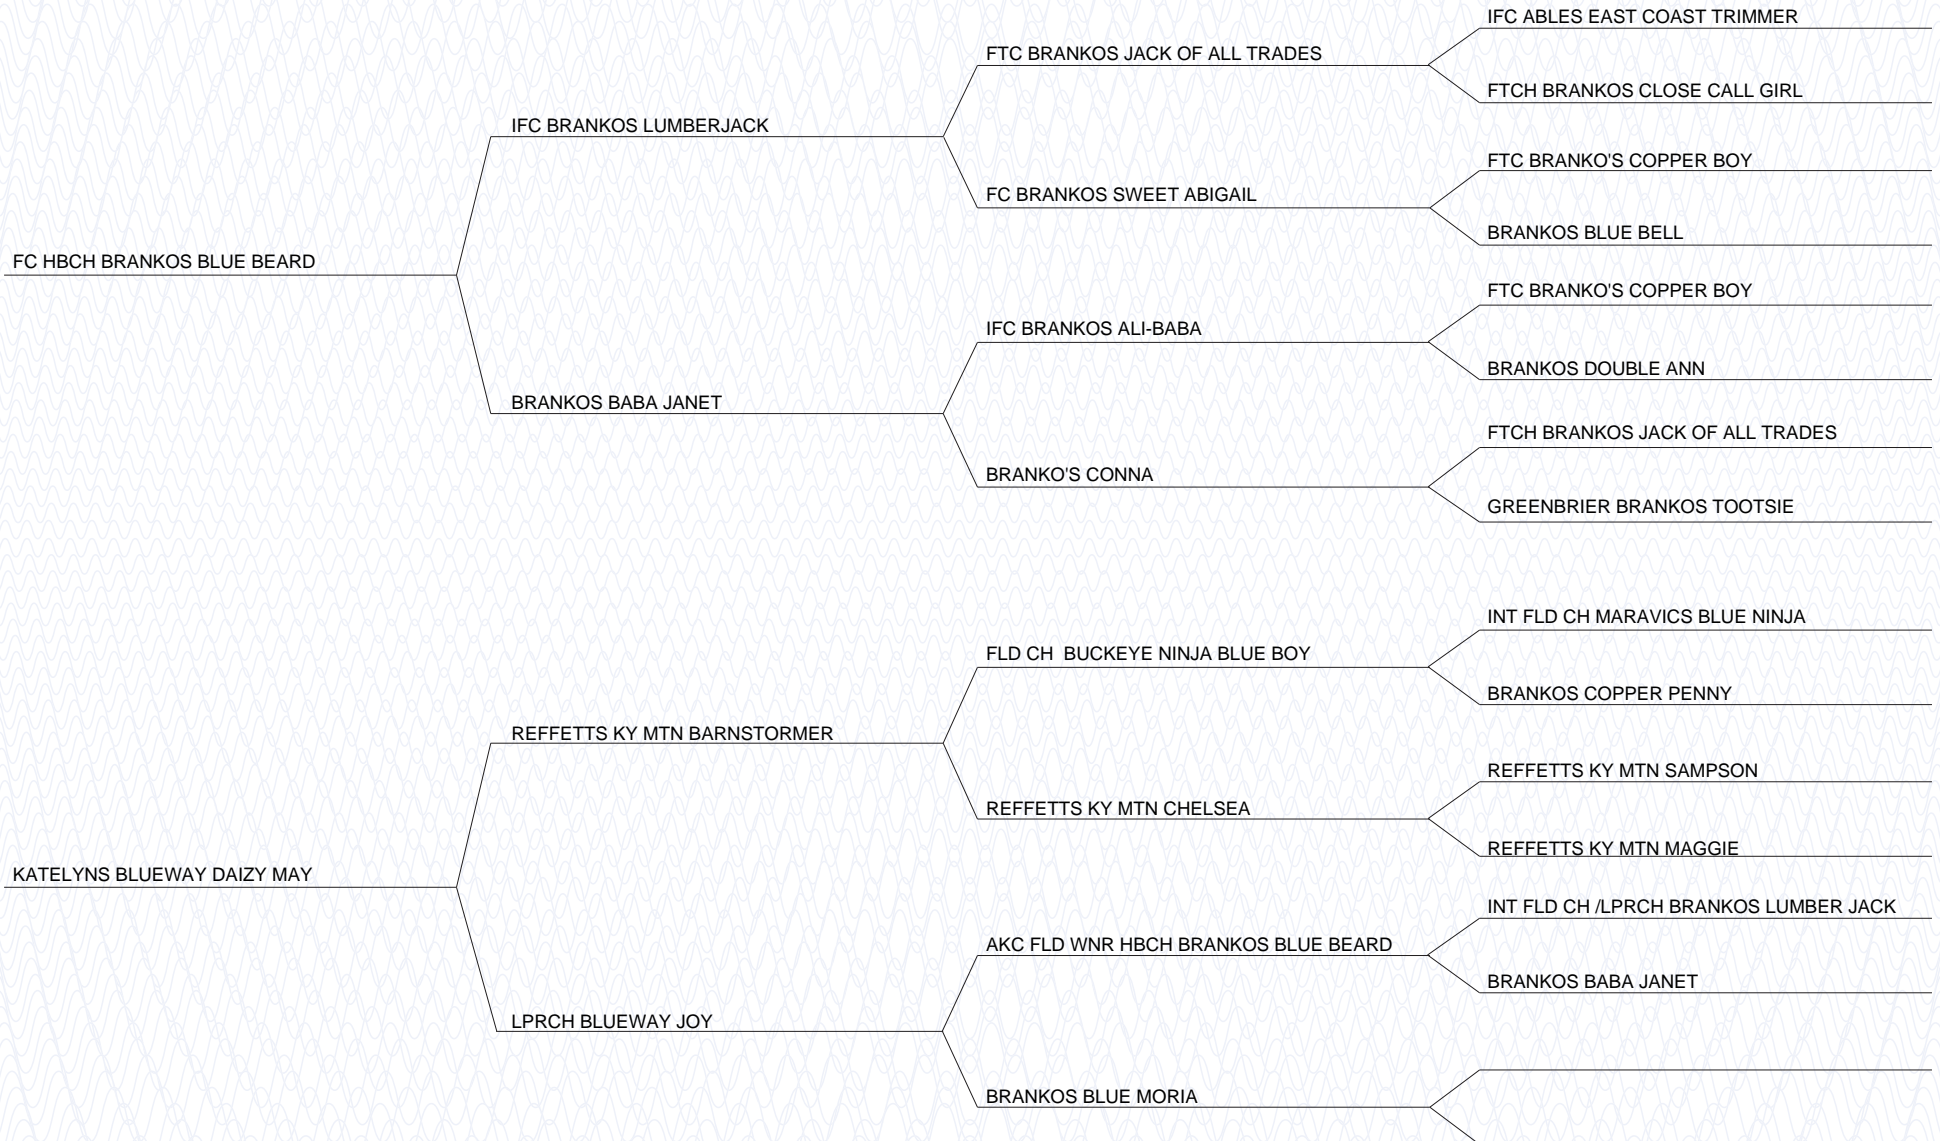 IFC ABLES EAST COAST TRIMMER
FTC BRANKOS JACK OF ALL TRADES
FTCH BRANKOS CLOSE CALL GIRL
IFC BRANKOS LUMBERJACK
FTC BRANKO'S COPPER BOY
FC BRANKOS SWEET ABIGAIL
BRANKOS BLUE BELL
FC HBCH BRANKOS BLUE BEARD
FTC BRANKO'S COPPER BOY
IFC BRANKOS ALI-BABA
BRANKOS DOUBLE ANN
BRANKOS BABA JANET
FTCH BRANKOS JACK OF ALL TRADES
BRANKO'S CONNA
GREENBRIER BRANKOS TOOTSIE
INT FLD CH MARAVICS BLUE NINJA
FLD CH  BUCKEYE NINJA BLUE BOY
BRANKOS COPPER PENNY
REFFETTS KY MTN BARNSTORMER
REFFETTS KY MTN SAMPSON
REFFETTS KY MTN CHELSEA
REFFETTS KY MTN MAGGIE
KATELYNS BLUEWAY DAIZY MAY
INT FLD CH /LPRCH BRANKOS LUMBER JACK
AKC FLD WNR HBCH BRANKOS BLUE BEARD
BRANKOS BABA JANET
LPRCH BLUEWAY JOY
BRANKOS BLUE MORIA